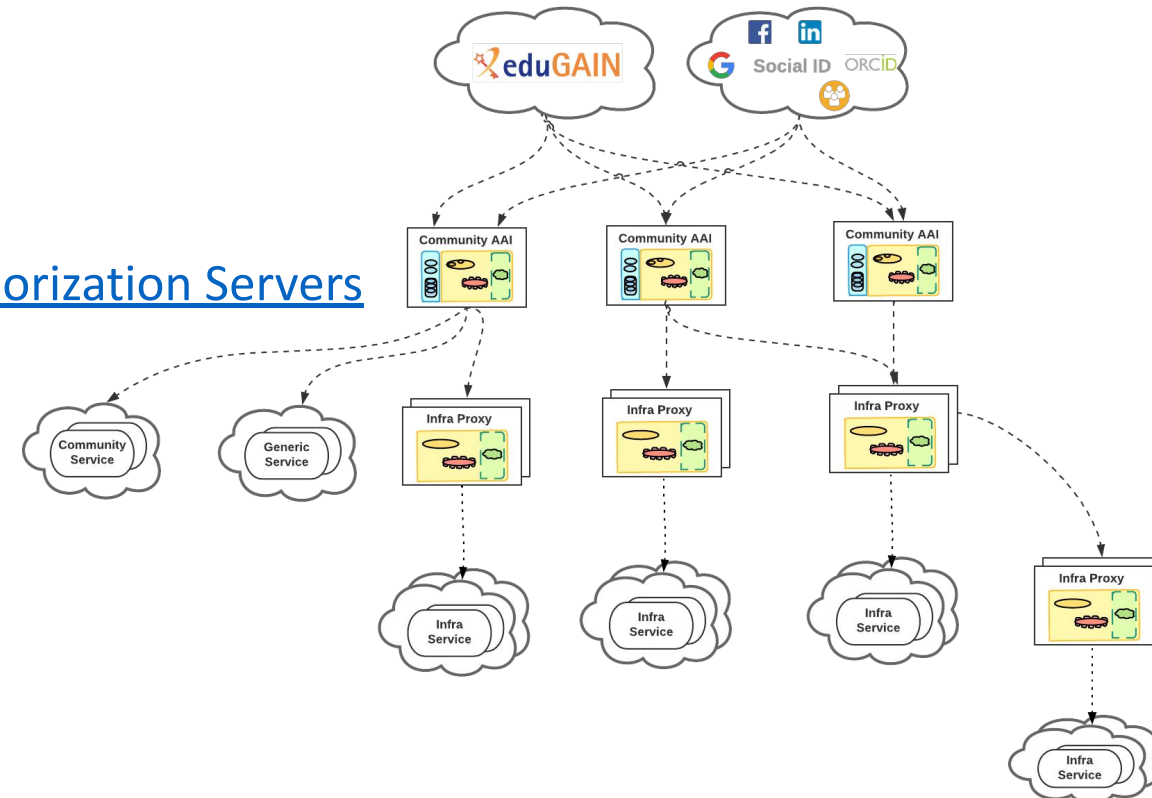 eduGAIN
f in
G Social ID ORCID
Community AAI
Community AAI
Community AAI
orization Servers
Infra Proxy
Infra Proxy
Infra Proxy
Community
Service
Generic
Service
Infra
Service
Infra
Service
Infra
Service
Infra Proxy
Infra
Service